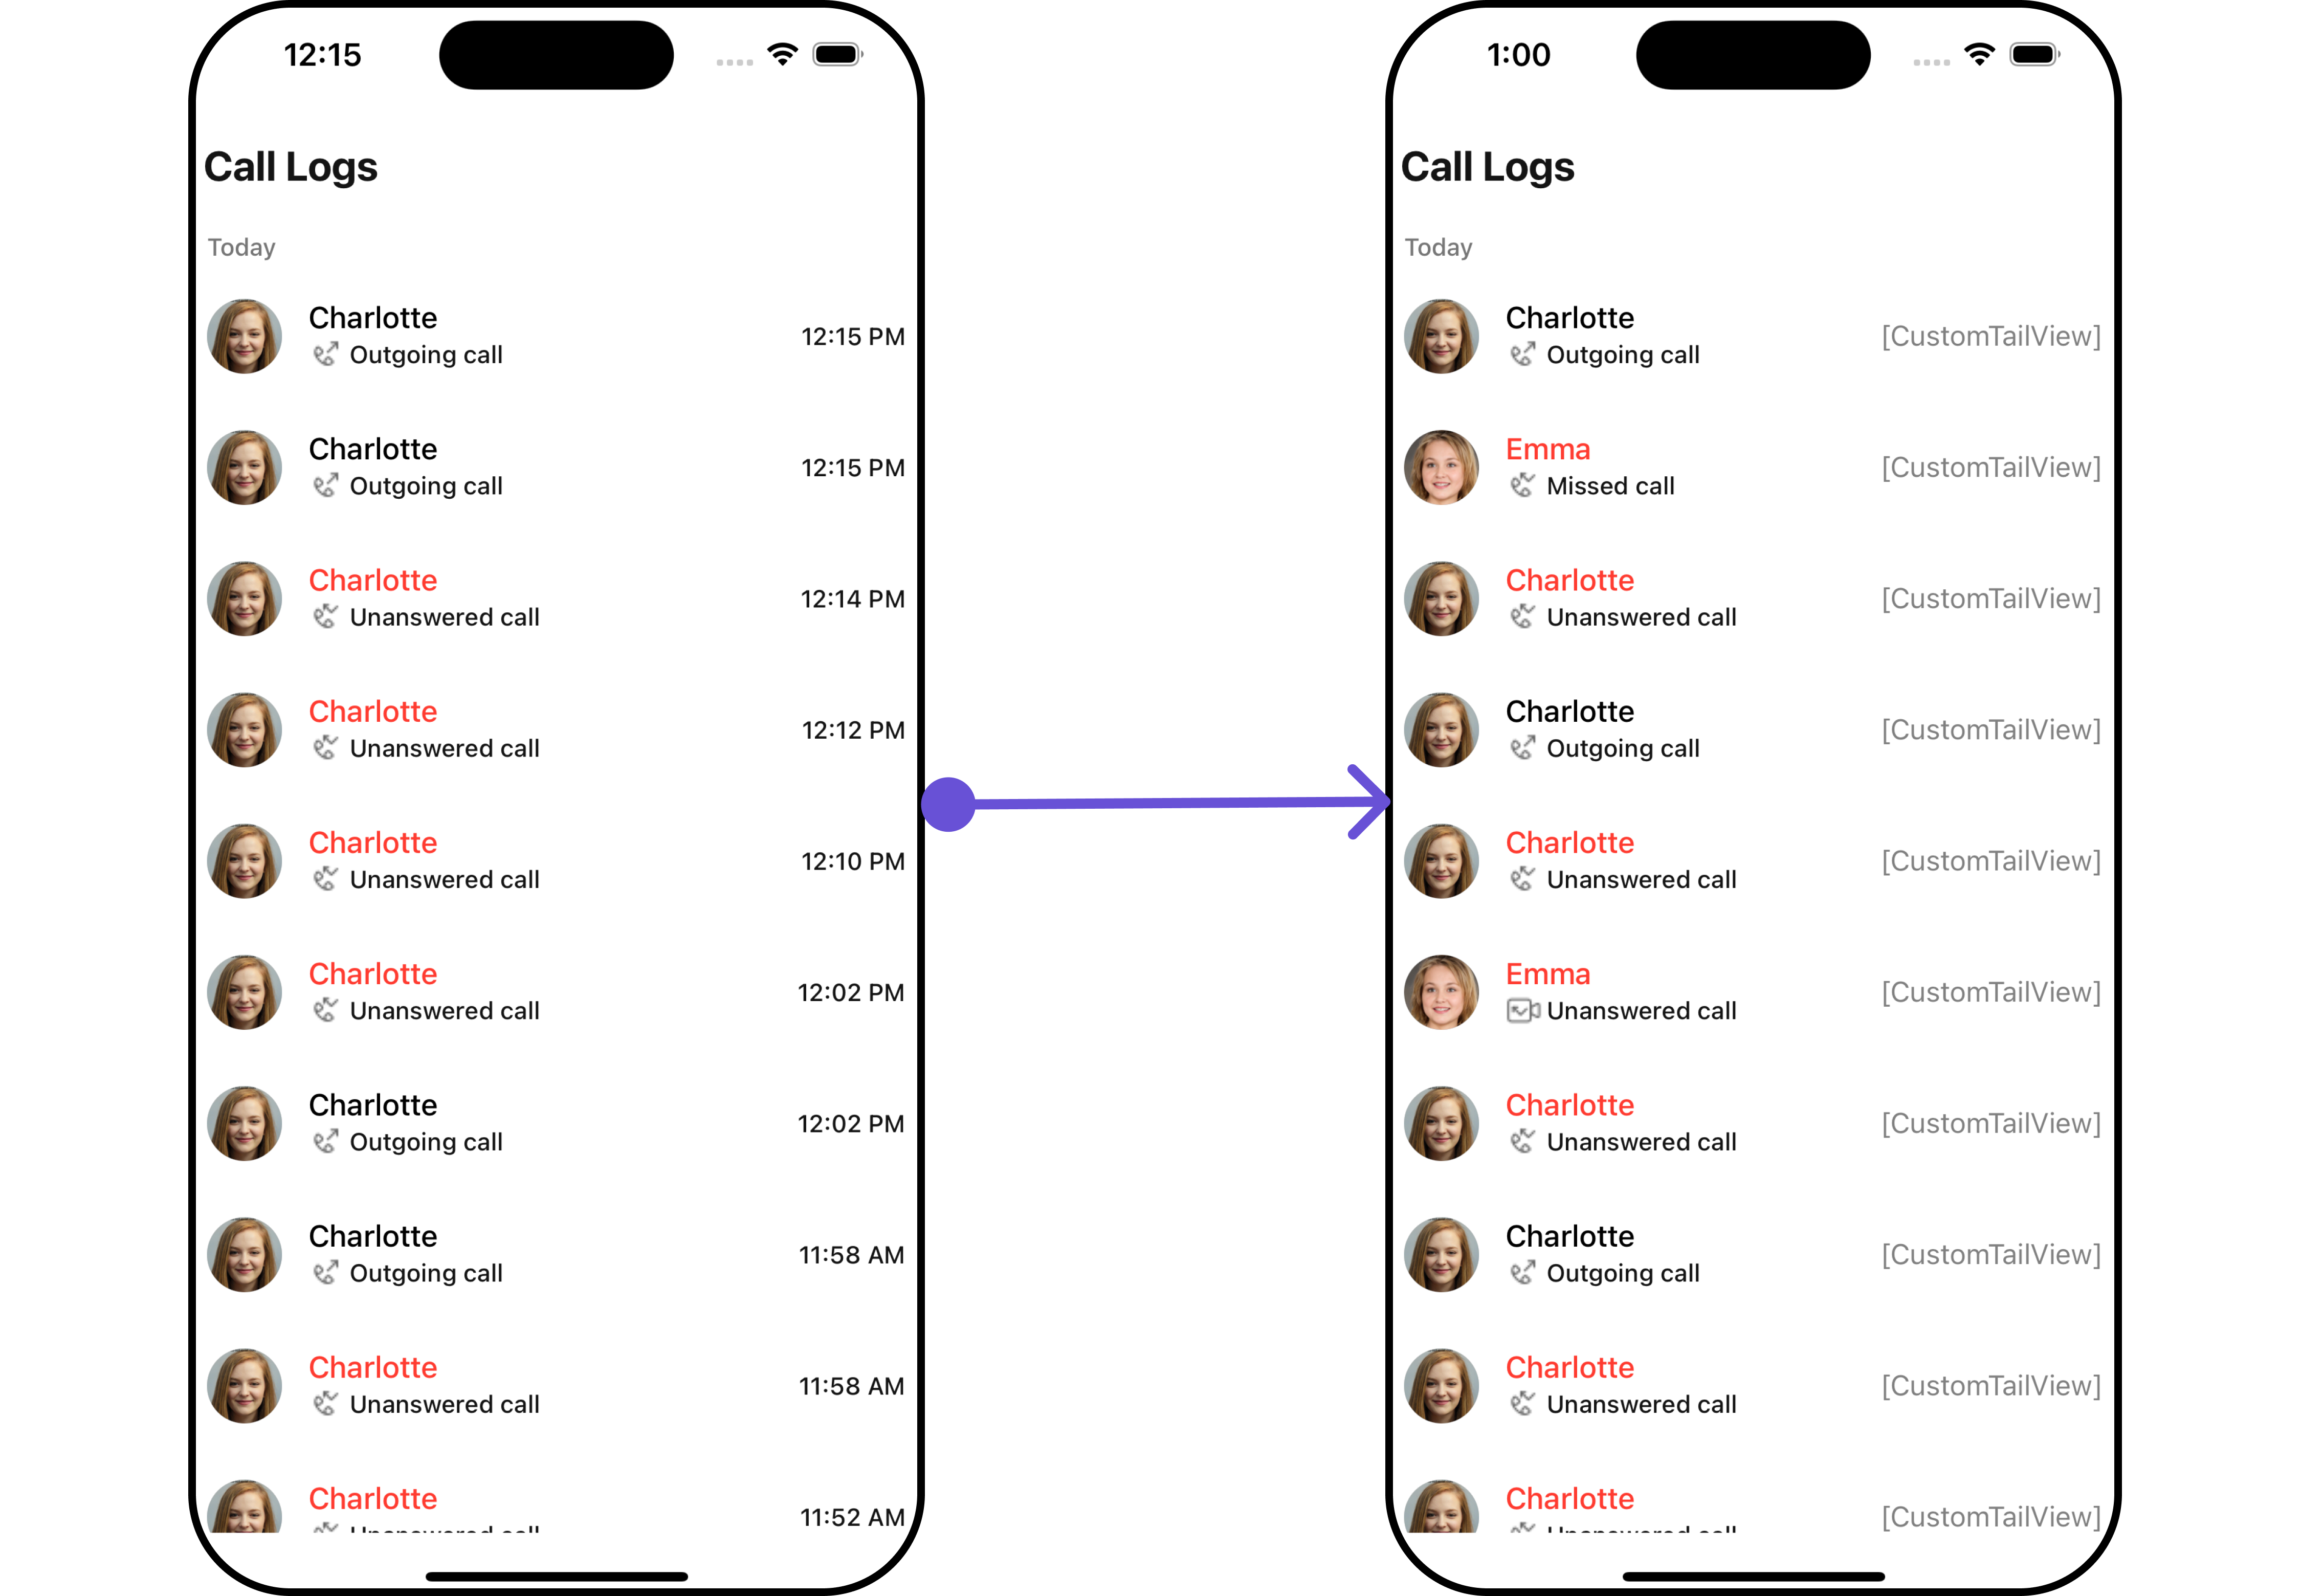 12:15
Call Logs
Today
Charlotte
Outgoing call
12:15 PM
Charlotte
Outgoing call
12:15 PM
Charlotte
Unanswered call
12:14 PM
Charlotte
Unanswered call
12:12 PM
Charlotte
Unanswered call
12:10 PM
Charlotte
Unanswered call
12:02 PM
Charlotte
Outgoing call
12:02 PM
Charlotte
Outgoing call
11:58 AM
Charlotte
Unanswered call
11:58 AM
Charlotte
11:52 AM
1:00
Call Logs
Today
Charlotte
Outgoing call
[CustomTailView]
Emma
Missed call
[CustomTailView]
Charlotte
Unanswered call
[CustomTailView]
Charlotte
Outgoing call
[CustomTailView]
Charlotte
Unanswered call
[CustomTailView]
Emma
Unanswered call
[CustomTailView]
Charlotte
Unanswered call
[CustomTailView]
Charlotte
Outgoing call
[CustomTailView]
Charlotte
Unanswered call
[CustomTailView]
Charlotte
[CustomTailView]